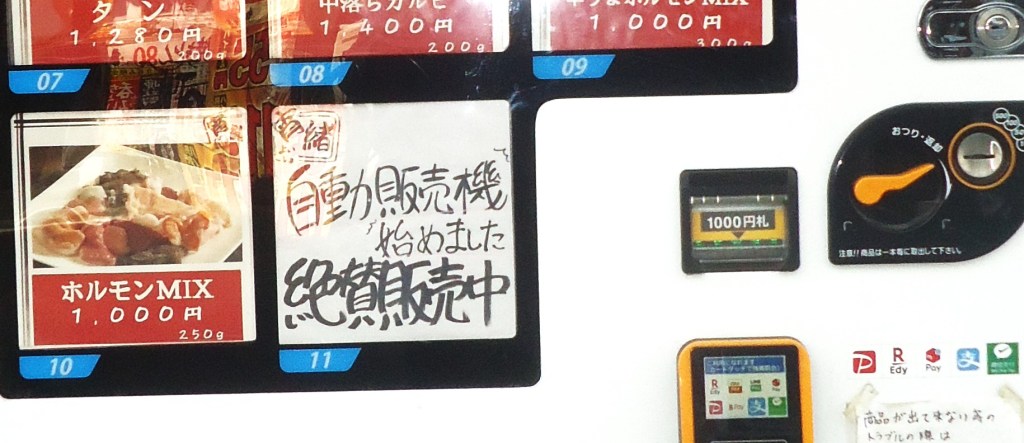 タン
1,280円
200g
07
中落ちカルビ
1,400円
200g
08
1,000円
300g
09
ホルモンMIX
1,000円
250g
10
自動販売機
始めました
絶賛販売中
11
1000円札
おつり・返却
注意!!商品は一本毎に取出して下さい。
R
Edy
Pay
商品が出てきない等の
トラブルの際は